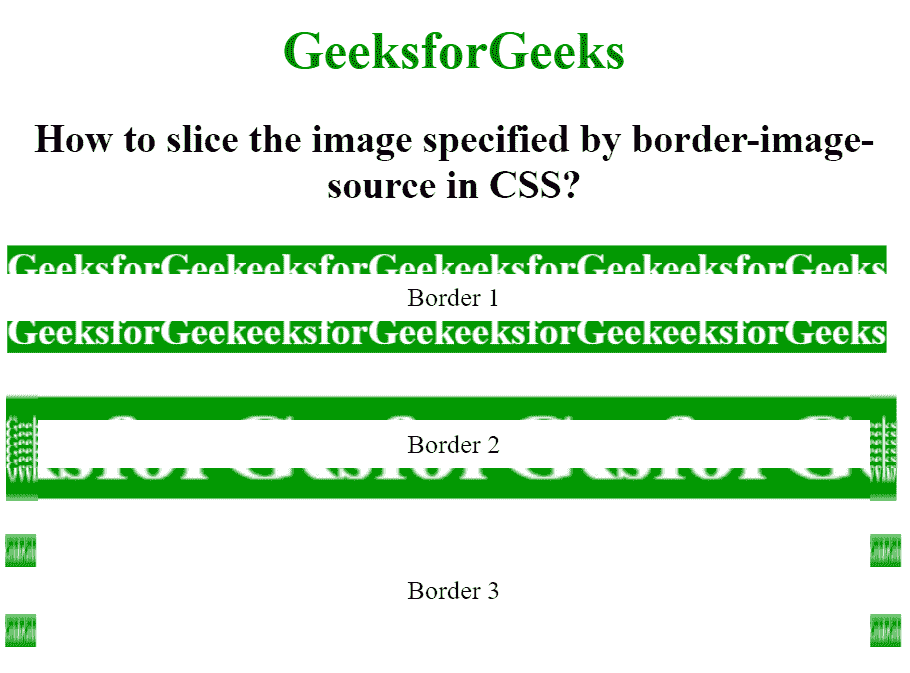 GeeksforGeeks
How to slice the image specified by border-image-
source in CSS?
GeeksforGeekeeksforGeekeeksforGeekeeksforGeeks
Border 1
GeeksforGeekeeksforGeekeeksforGeekeeksforGeeks
Border 2
Border 3